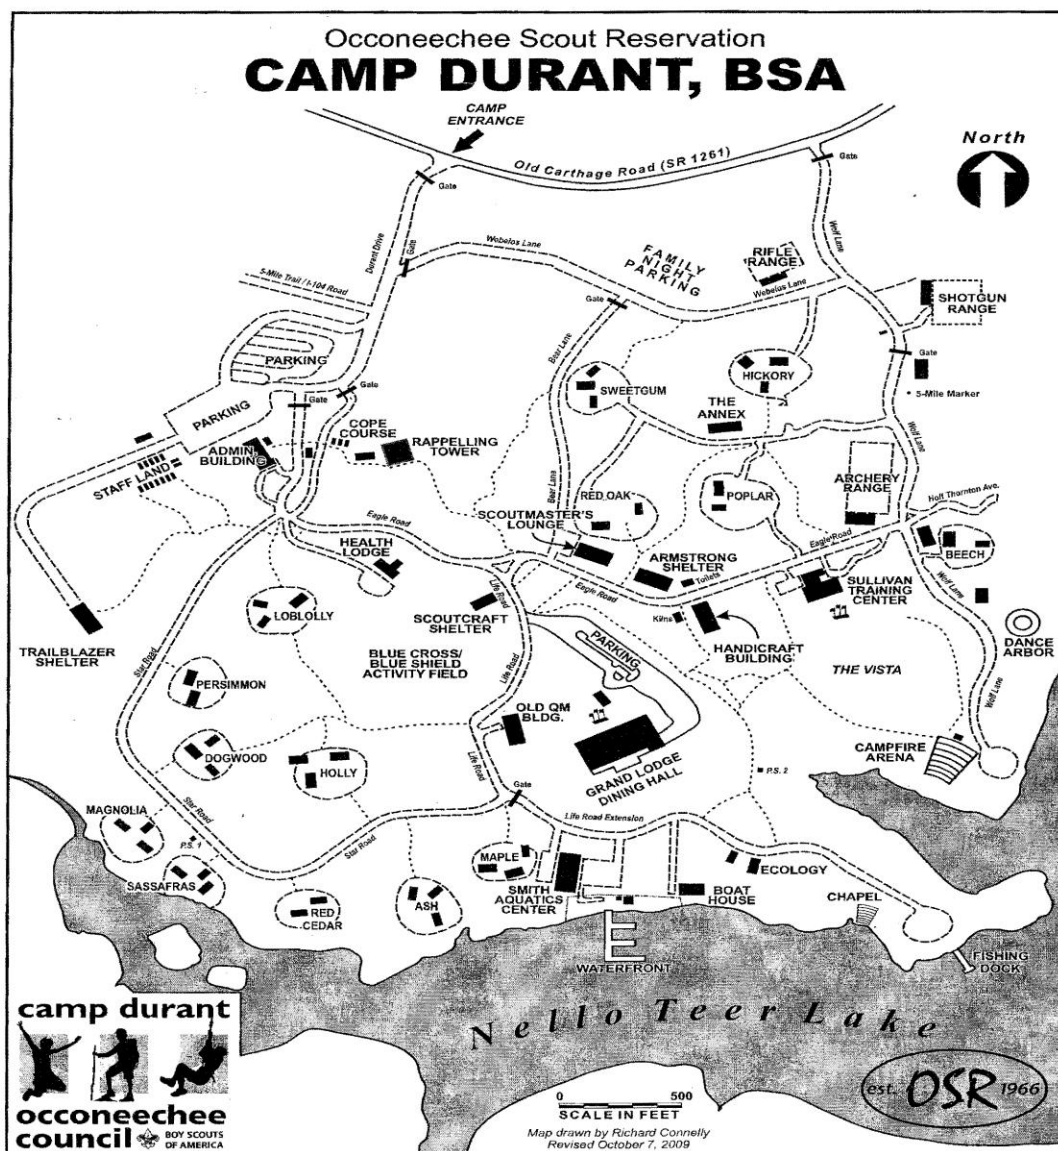 Occoneechee Scout Reservation
CAMP DURANT, BSA
CAMP
ENTRANCE
Old Carthage Road (SR 1261)
North
Gate
Gate
Durant Drive
Gate
Webelos Lane
FAMILY
NIGHT
PARKING
RIFLE
RANGE
Webelos Lane
Wolf Lane
5-Mile Trail / I-104 Road
SHOTGUN
RANGE
Gate
Bear Lane
PARKING
Gate
Gate
Gate
SWEETGUM
HICKORY
5-Mile Marker
THE
ANNEX
PARKING
COPE
COURSE
RAPPELLING
TOWER
ADMIN
BUILDING
STAFF LAND
Wolf Lane
Bear Lane
RED OAK
POPLAR
ARCHERY
RANGE
Holt Thornton Ave.
SCOUTMASTER'S
LOUNGE
Eagle Road
Eagle Road
HEALTH
LODGE
ARMSTRONG
SHELTER
Toilets
BEECH
Eagle Road
SULLIVAN
TRAINING
CENTER
Wolf Lane
Life Road
LOBLOLLY
SCOUTCRAFT
SHELTER
Kilns
HANDICRAFT
BUILDING
DANCE
ARBOR
TRAILBLAZER
SHELTER
Star Road
BLUE CROSS/
BLUE SHIELD
ACTIVITY FIELD
Life Road
PARKING
THE VISTA
PERSIMMON
Wolf Lane
OLD QM
BLDG.
DOGWOOD
HOLLY
Life Road
GRAND LODGE
DINING HALL
P.S. 2
CAMPFIRE
ARENA
MAGNOLIA
Star Road
Gate
P.S. 1
Star Road
Life Road Extension
MAPLE
SASSAFRAS
SMITH
AQUATICS
CENTER
BOAT
HOUSE
ECOLOGY
CHAPEL
RED
CEDAR
ASH
WATERFRONT
FISHING
DOCK
Nello Teer Lake
camp durant
occoneechee
council
BOY SCOUTS
OF AMERICA
0 500
SCALE IN FEET
Map drawn by Richard Connelly
Revised October 7, 2009
est. OSR 1966